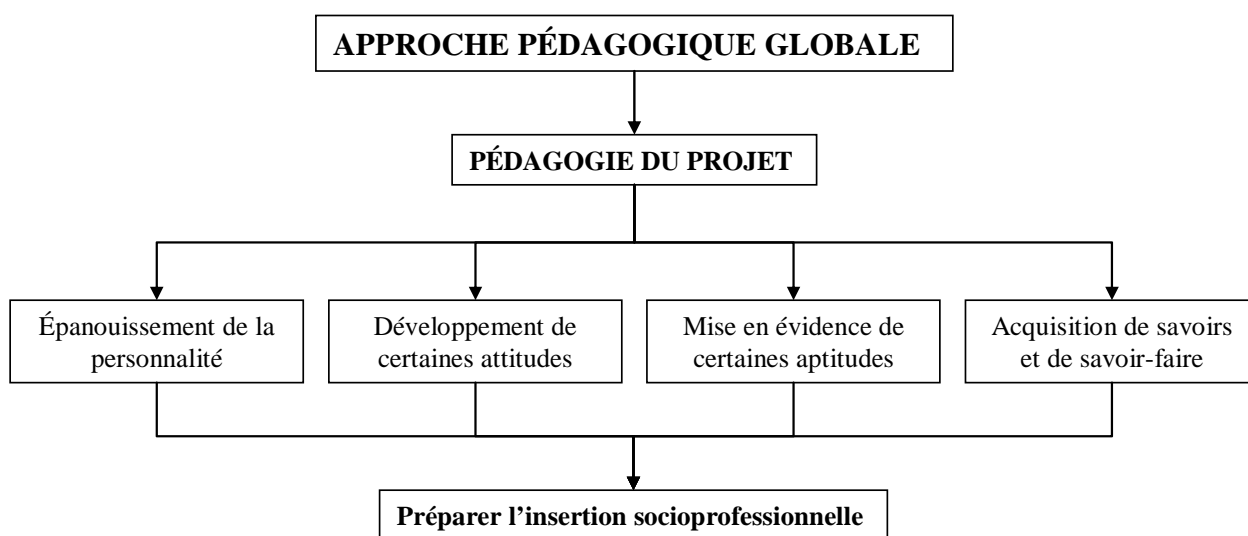 APPROCHE PÉDAGOGIQUE GLOBALE
PÉDAGOGIE DU PROJET
Épanouissement de la
personnalité
Développement de
certaines attitudes
Mise en évidence de
certaines aptitudes
Acquisition de savoirs
et de savoir-faire
Préparer l’insertion socioprofessionnelle